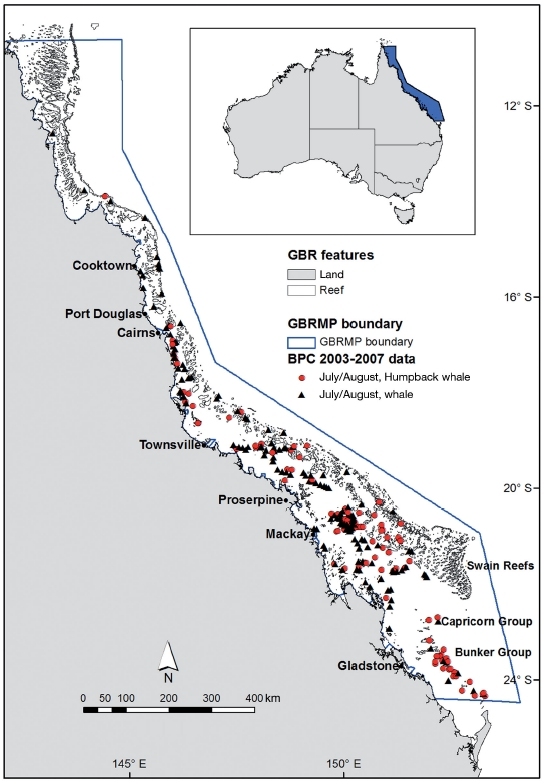 12° S
GBR features
Land
Reef
Cooktown
16° S
Port Douglas
GBRMP boundary
Cairns
GBRMP boundary
BPC 2003–2007 data
July/August, Humpback whale
July/August, whale
Townsville
20° S
Proserpine
Mackay
Swain Reefs
Capricorn Group
Bunker Group
N
Gladstone
24° S
0 50 100 200 300 400 km
145° E
150° E